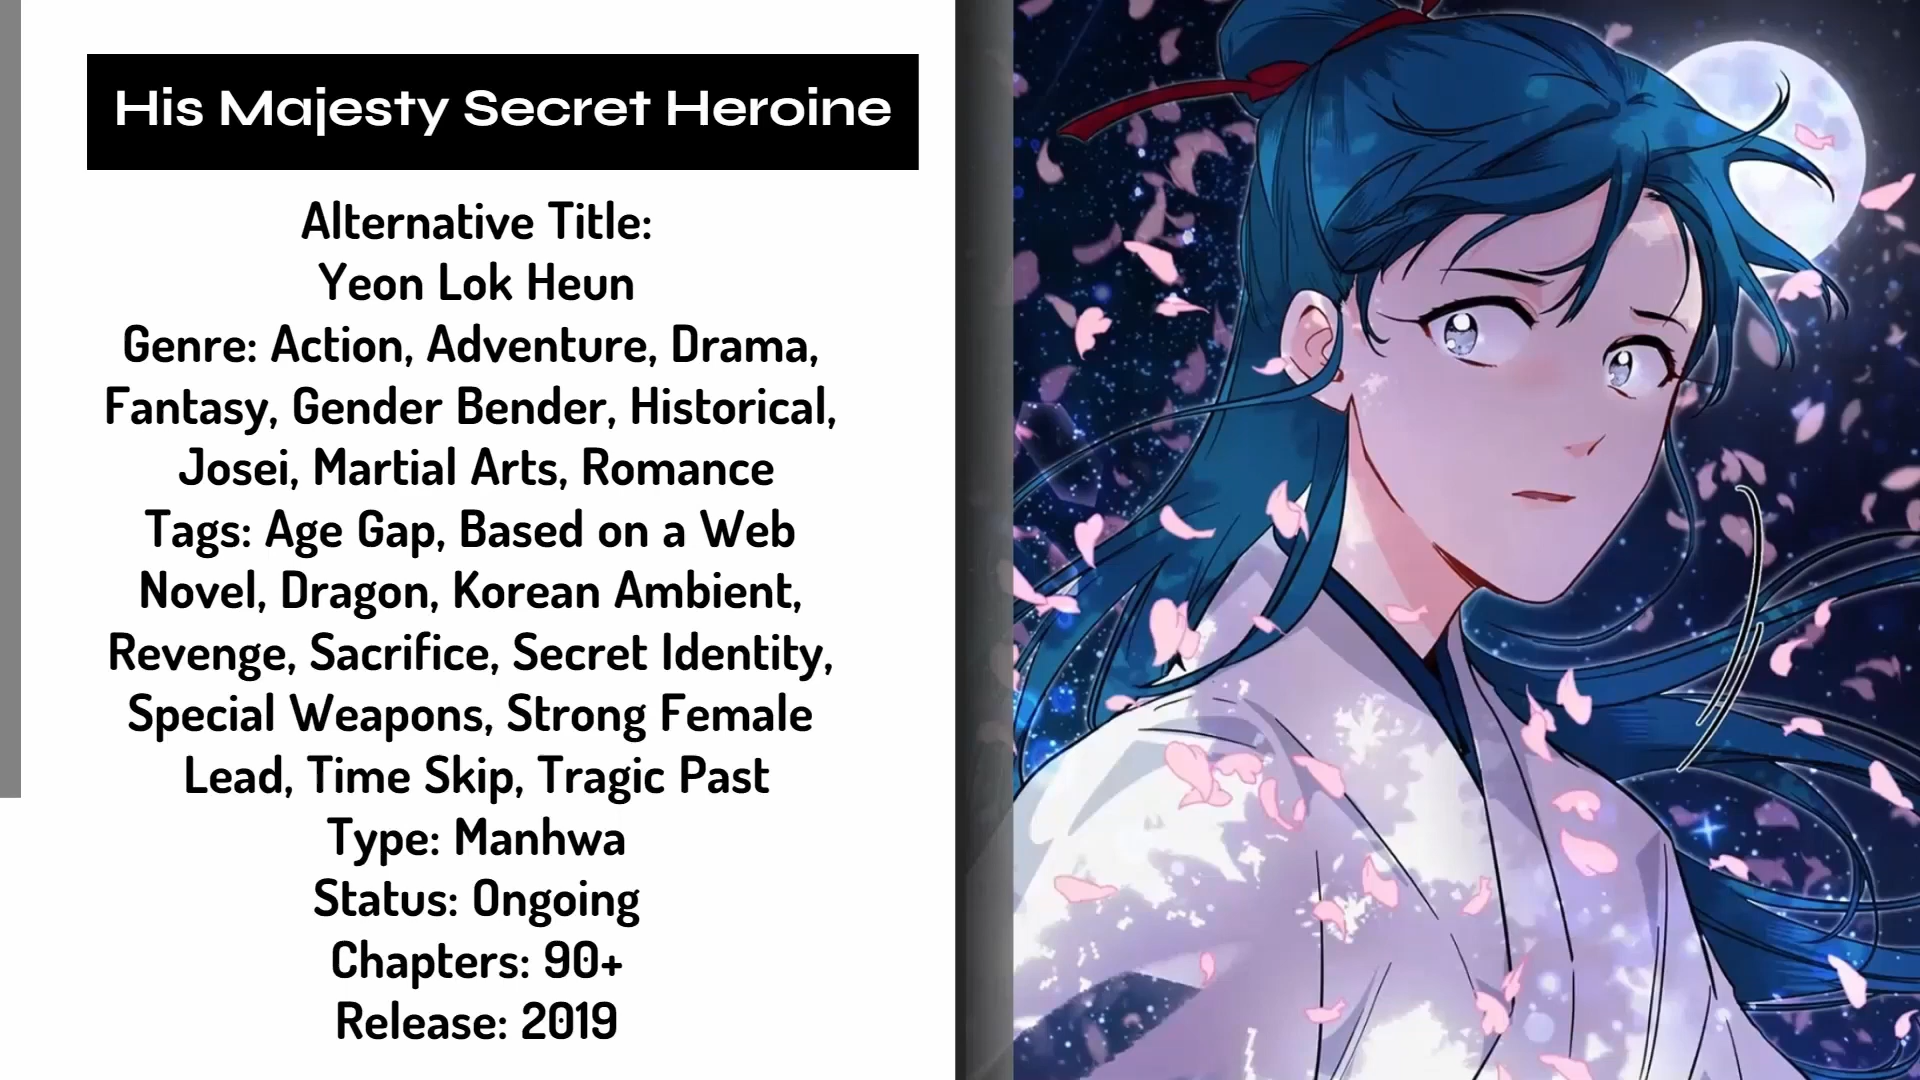 His Majesty Secret Heroine
Alternative Title:
Yeon Lok Heun
Genre: Action, Adventure, Drama,
Fantasy, Gender Bender, Historical,
Josei, Martial Arts, Romance
Tags: Age Gap, Based on a Web
Novel, Dragon, Korean Ambient,
Revenge, Sacrifice, Secret Identity,
Special Weapons, Strong Female
Lead, Time Skip, Tragic Past
Type: Manhwa
Status: Ongoing
Chapters: 90+
Release: 2019